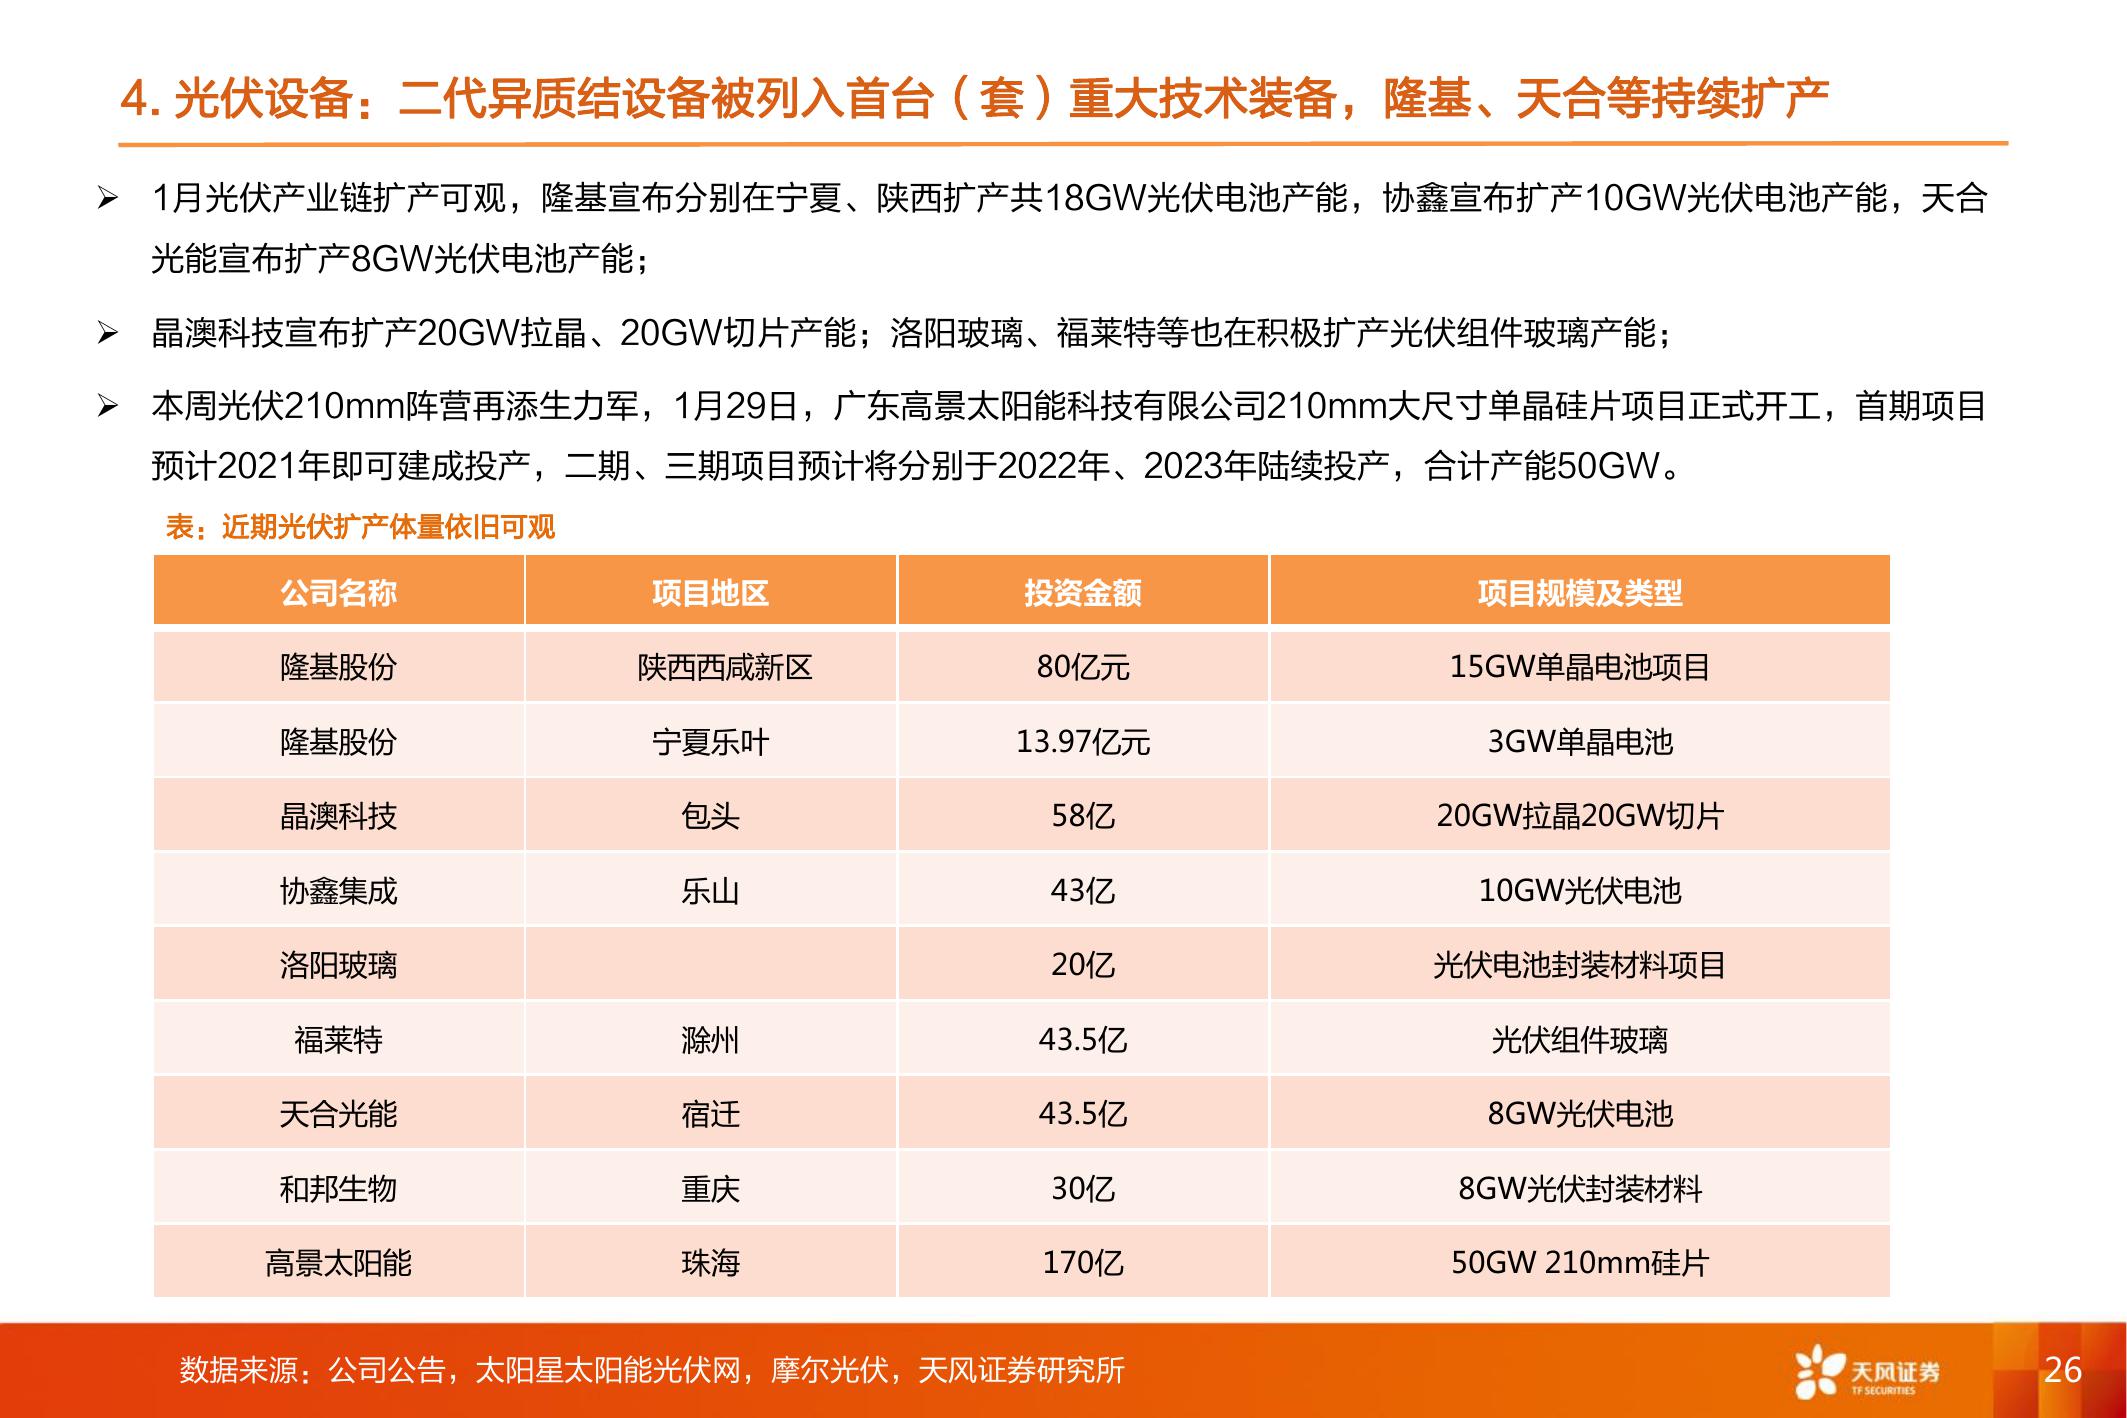 4. 光伏设备：二代异质结设备被列入首台（套）重大技术装备，隆基、天合等持续扩产
➢ 1月光伏产业链扩产可观，隆基宣布分别在宁夏、陕西扩产共18GW光伏电池产能，协鑫宣布扩产10GW光伏电池产能，天合
光能宣布扩产8GW光伏电池产能；
➢ 晶澳科技宣布扩产20GW拉晶、20GW切片产能；洛阳玻璃、福莱特等也在积极扩产光伏组件玻璃产能；
➢ 本周光伏210mm阵营再添生力军，1月29日，广东高景太阳能科技有限公司210mm大尺寸单晶硅片项目正式开工，首期项目
预计2021年即可建成投产，二期、三期项目预计将分别于2022年、2023年陆续投产，合计产能50GW。
表：近期光伏扩产体量依旧可观
公司名称 项目地区 投资金额 项目规模及类型
隆基股份 陕西西咸新区 80亿元 15GW单晶电池项目
隆基股份 宁夏乐叶 13.97亿元 3GW单晶电池
晶澳科技 包头 58亿 20GW拉晶20GW切片
协鑫集成 乐山 43亿 10GW光伏电池
洛阳玻璃 20亿 光伏电池封装材料项目
福莱特 滁州 43.5亿 光伏组件玻璃
天合光能 宿迁 43.5亿 8GW光伏电池
和邦生物 重庆 30亿 8GW光伏封装材料
高景太阳能 珠海 170亿 50GW 210mm硅片
数据来源：公司公告，太阳星太阳能光伏网，摩尔光伏，天风证券研究所
天风证券
TF SECURITIES
26